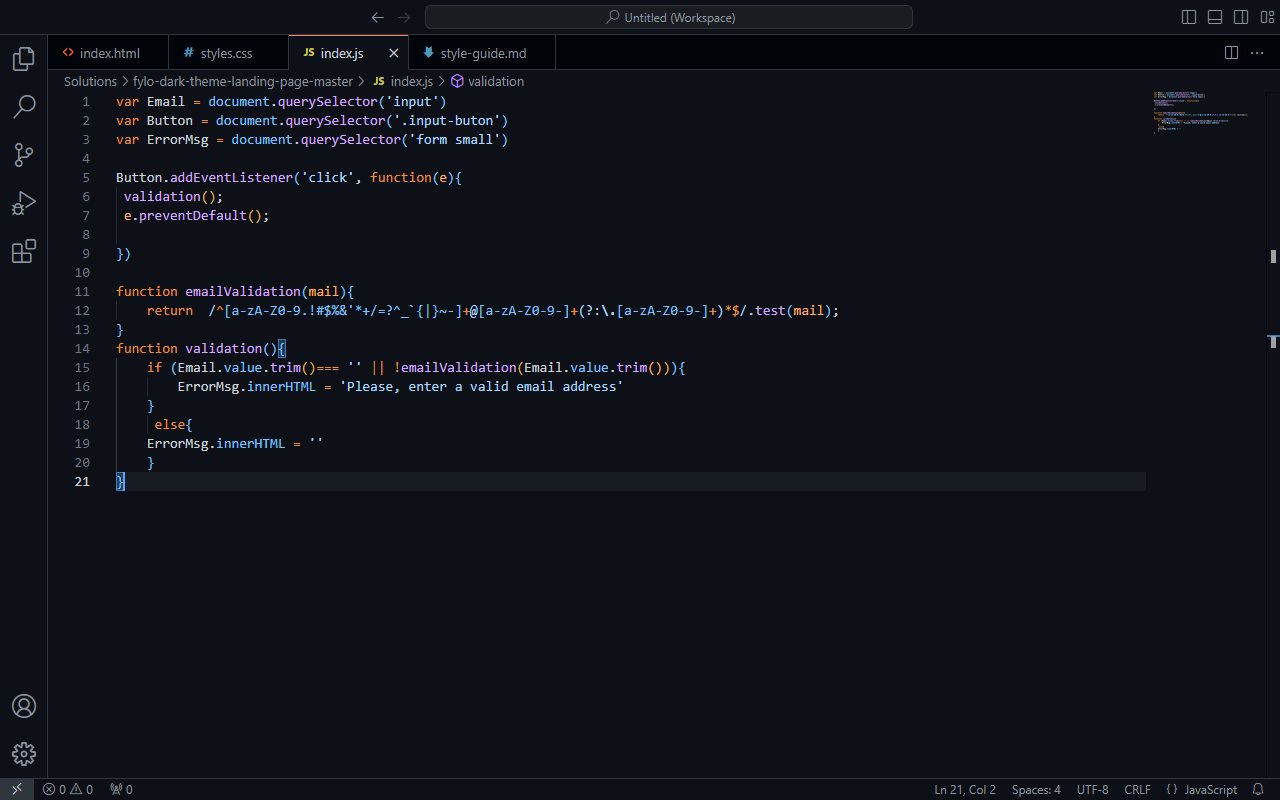 Untitled (Workspace)
index.html
styles.css
JS index.js
style-guide.md
Solutions > fylo-dark-theme-landing-page-master > JS index.js > validation
1 var Email = document.querySelector('input')
2 var Button = document.querySelector('.input-buton')
3 var ErrorMsg = document.querySelector('form small')
4
5 Button.addEventListener('click', function(e){
6 validation();
7 e.preventDefault();
8
9 })
10
11 function emailValidation(mail){
12 return /^[a-zA-Z0-9.!#$%&'*+/=?^_`{|}~-]+@[a-zA-Z0-9-]+(?:\.[a-zA-Z0-9-]+)*$/.test(mail);
13 }
14 function validation(){
15 if (Email.value.trim()=== '' || !emailValidation(Email.value.trim())){
16 ErrorMsg.innerHTML = 'Please, enter a valid email address'
17 }
18 else{
19 ErrorMsg.innerHTML = ''
20 }
21 }
0 0 0 Ln 21, Col 2 Spaces: 4 UTF-8 CRLF { } JavaScript